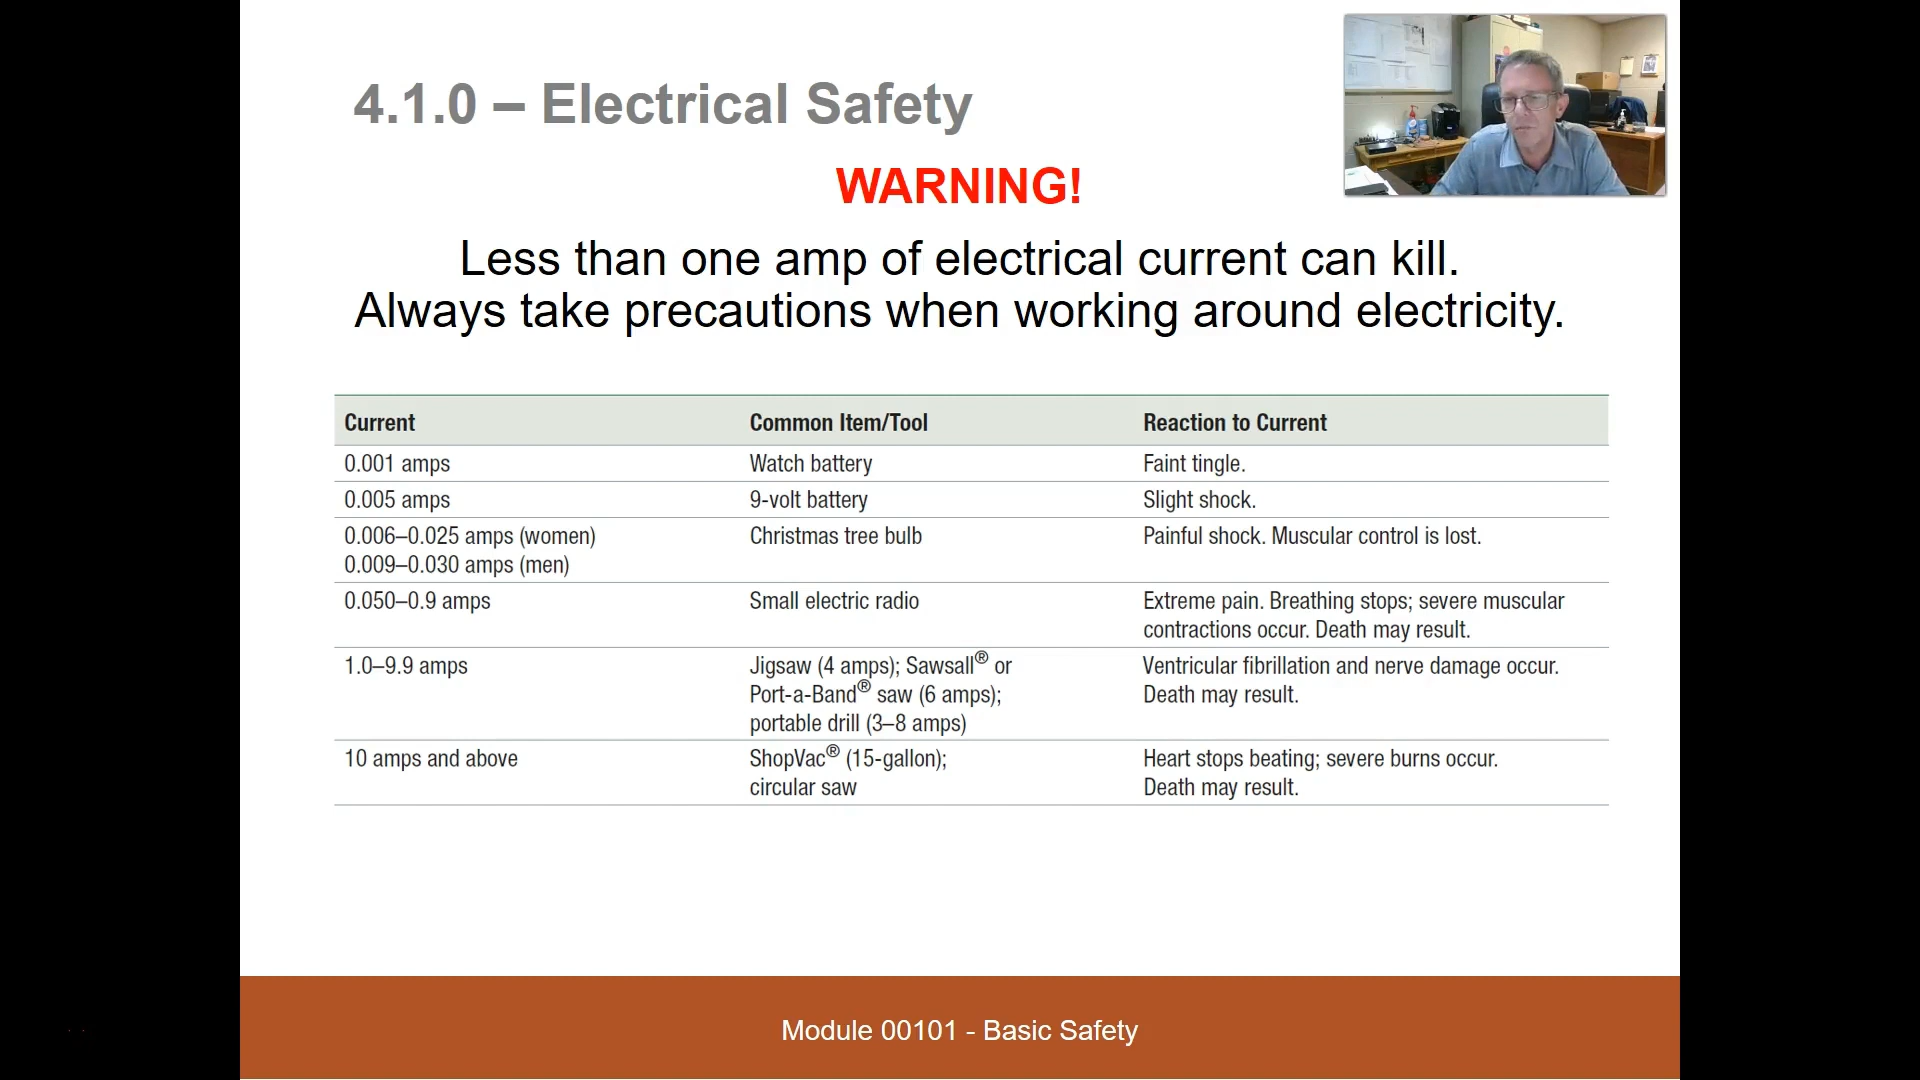 4.1.0 – Electrical Safety
WARNING!
Less than one amp of electrical current can kill.
Always take precautions when working around electricity.
Current Common Item/Tool Reaction to Current
0.001 amps Watch battery Faint tingle.
0.005 amps 9-volt battery Slight shock.
0.006–0.025 amps (women) Christmas tree bulb Painful shock. Muscular control is lost.
0.009–0.030 amps (men)
0.050–0.9 amps Small electric radio Extreme pain. Breathing stops; severe muscular
contractions occur. Death may result.
1.0–9.9 amps Jigsaw (4 amps); Sawsall® or Ventricular fibrillation and nerve damage occur.
Port-a-Band® saw (6 amps); Death may result.
portable drill (3–8 amps)
10 amps and above ShopVac® (15-gallon); Heart stops beating; severe burns occur.
circular saw Death may result.
Module 00101 - Basic Safety